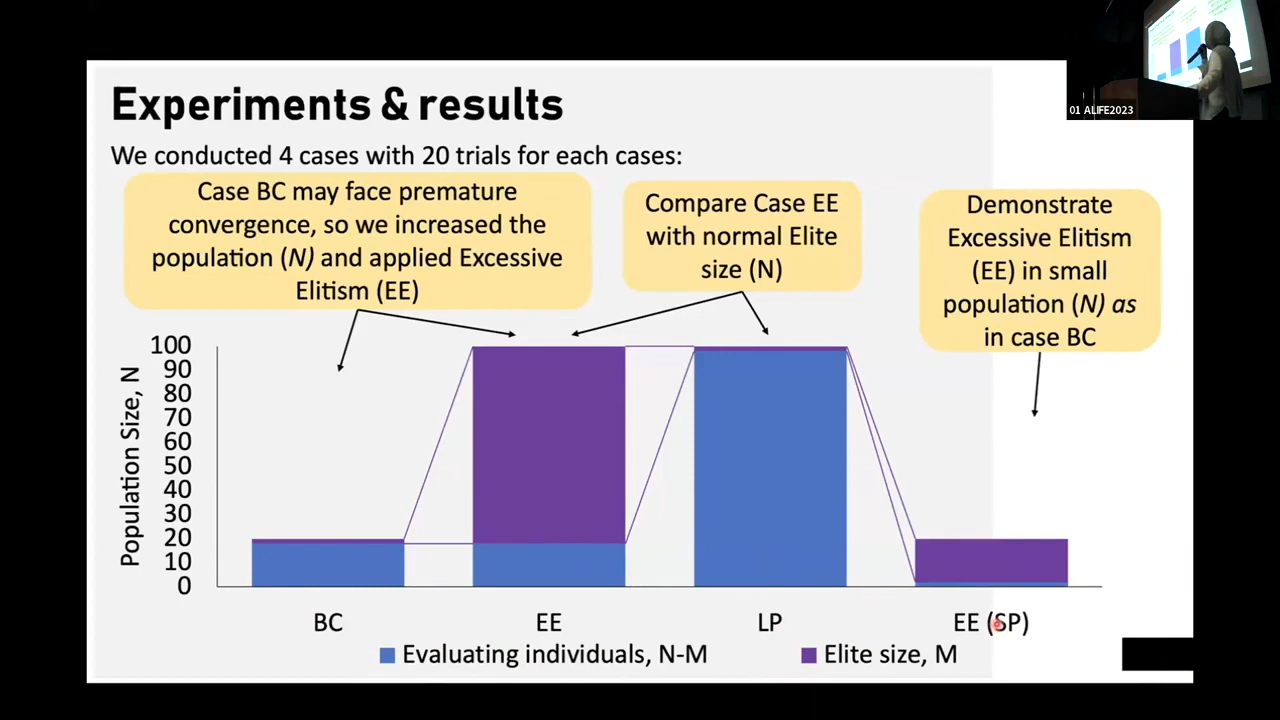 01 ALIFE2023
Experiments & results
We conducted 4 cases with 20 trials for each cases:
Case BC may face premature
convergence, so we increased the
population (N) and applied Excessive
Elitism (EE)
Compare Case EE
with normal Elite
size (N)
Demonstrate
Excessive Elitism
(EE) in small
population (N) as
in case BC
Population Size, N
100
90
80
70
60
50
40
30
20
10
0
BC
EE
LP
EE (SP)
Evaluating individuals, N-M
Elite size, M